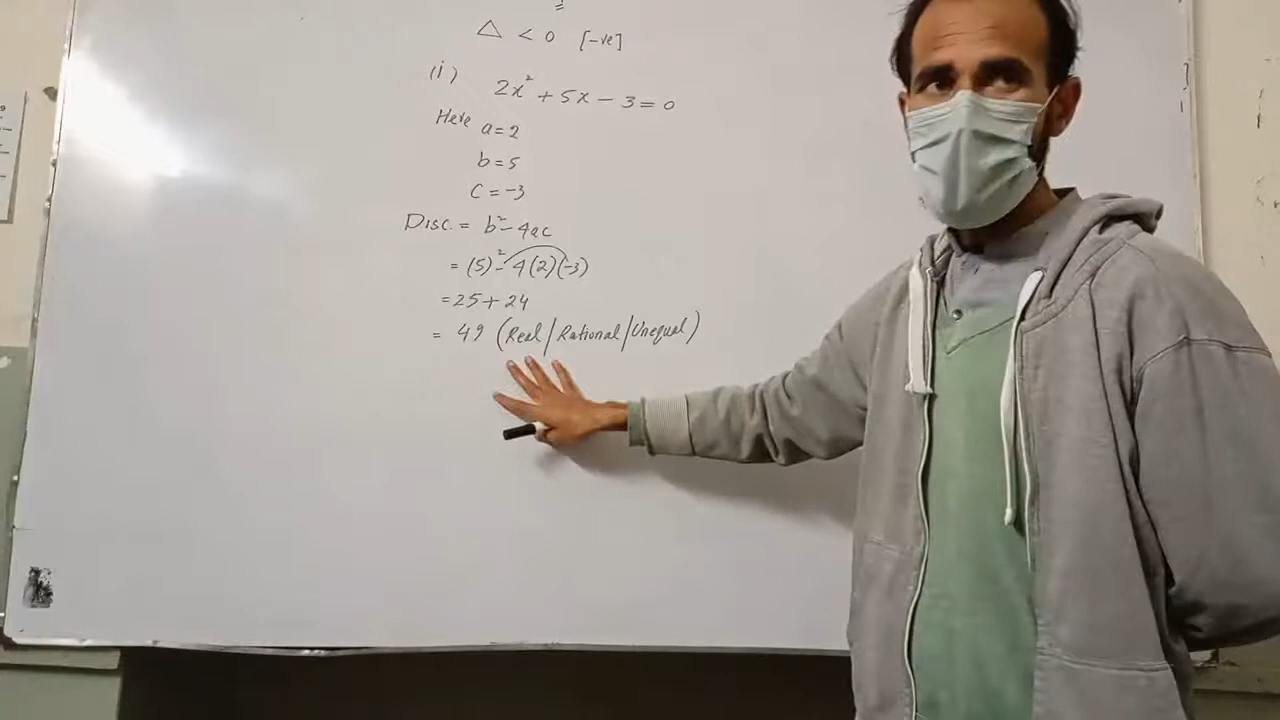 △ < 0 [-ve]
(i) 2x² + 5x - 3 = 0
Here a = 2
b = 5
c = -3
Disc. = b² - 4ac
= (5)² - 4(2)(-3)
= 25 + 24
= 49 (Real/Rational/Unequal)